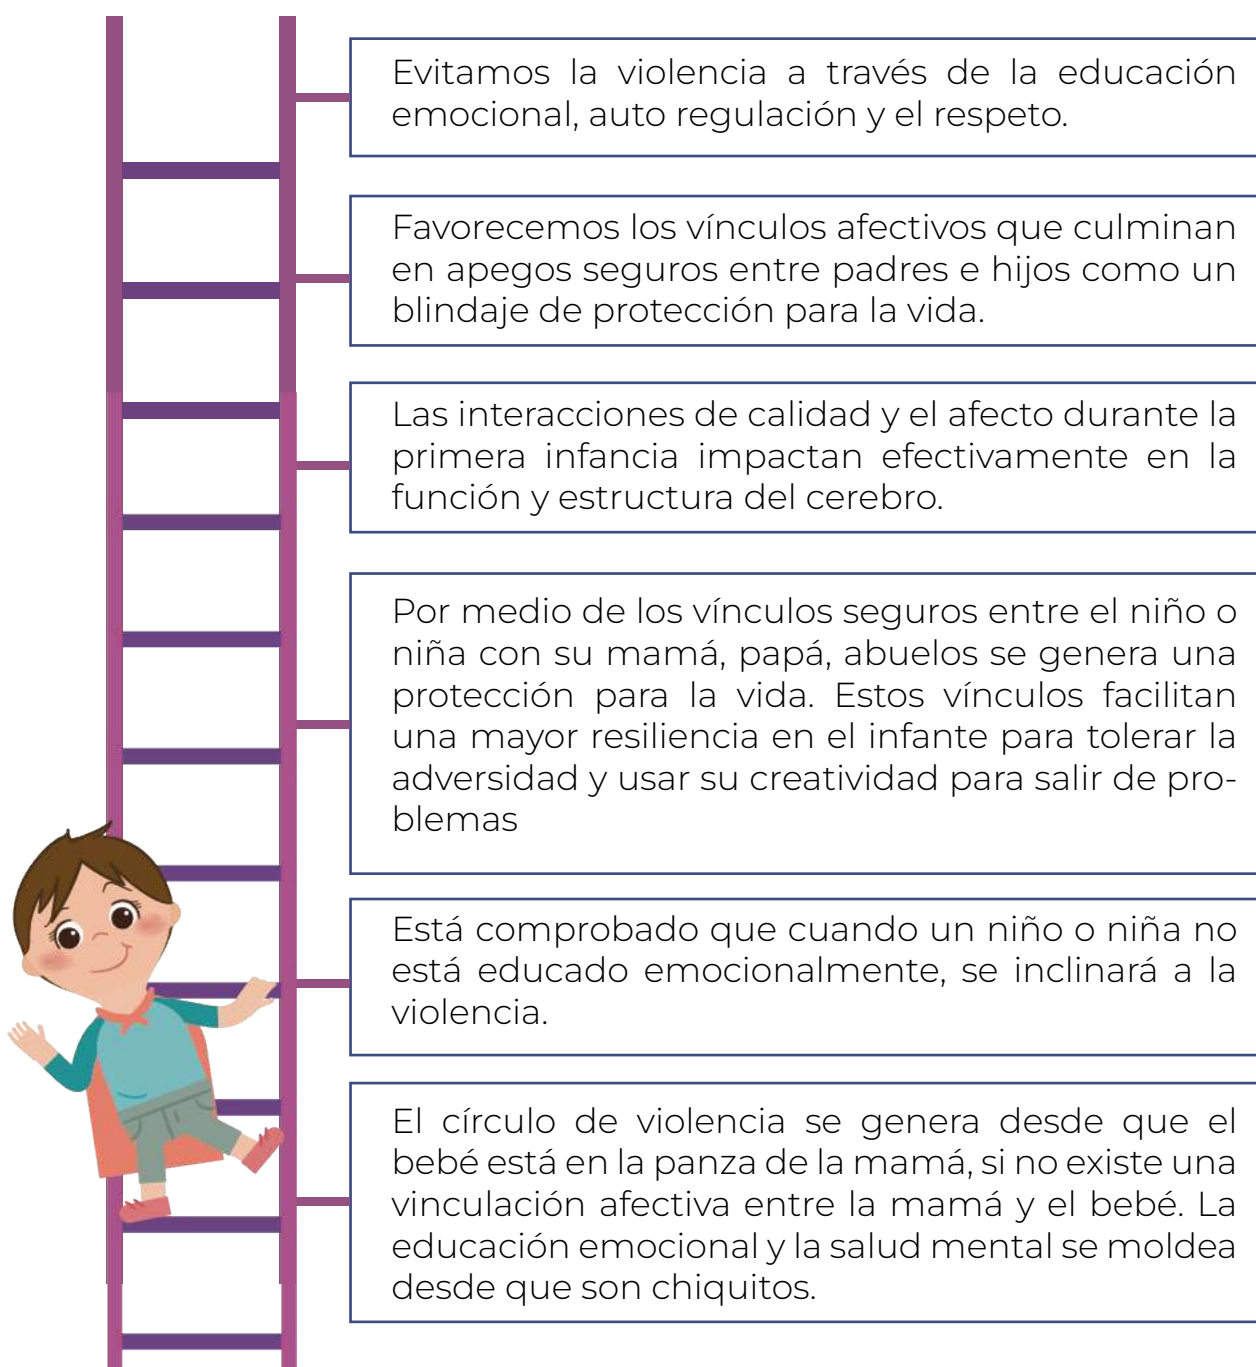 Evitamos la violencia a través de la educación
emocional, auto regulación y el respeto.
Favorecemos los vínculos afectivos que culminan
en apegos seguros entre padres e hijos como un
blindaje de protección para la vida.
Las interacciones de calidad y el afecto durante la
primera infancia impactan efectivamente en la
función y estructura del cerebro.
Por medio de los vínculos seguros entre el niño o
niña con su mamá, papá, abuelos se genera una
protección para la vida. Estos vínculos facilitan
una mayor resiliencia en el infante para tolerar la
adversidad y usar su creatividad para salir de pro-
blemas
Está comprobado que cuando un niño o niña no
está educado emocionalmente, se inclinará a la
violencia.
El círculo de violencia se genera desde que el
bebé está en la panza de la mamá, si no existe una
vinculación afectiva entre la mamá y el bebé. La
educación emocional y la salud mental se moldea
desde que son chiquitos.